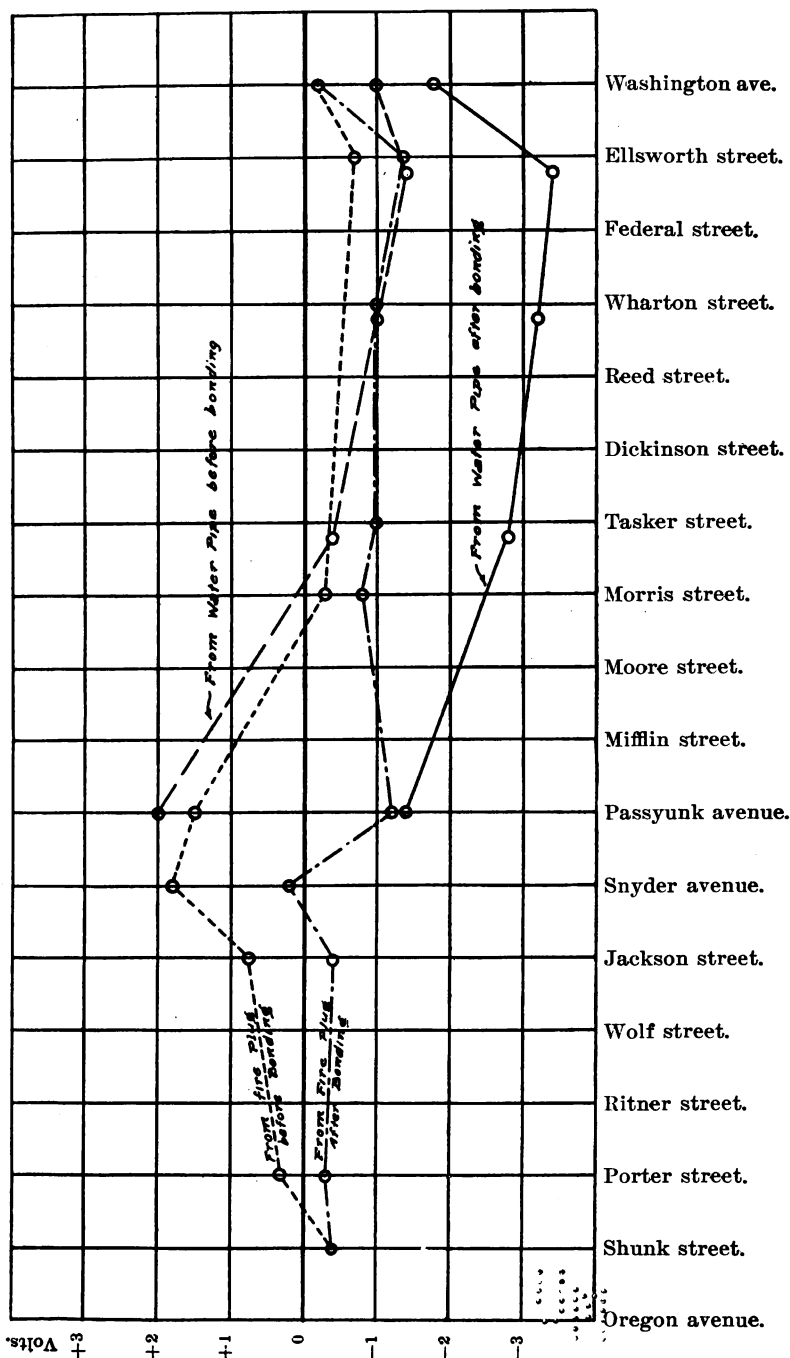 Washington ave.
Ellsworth street.
Federal street.
Wharton street.
Reed street.
Dickinson street.
Tasker street.
Morris street.
Moore street.
Mifflin street.
Passyunk avenue.
Snyder avenue.
Jackson street.
Wolf street.
Ritner street.
Porter street.
Shunk street.
Oregon avenue.
From Water Pipe before bonding
From Water Pipe after bonding
From fire Plug
before Bonding
From Fire Plug
After Bonding
Volts.
+3
+2
+1
0
−1
−2
−3